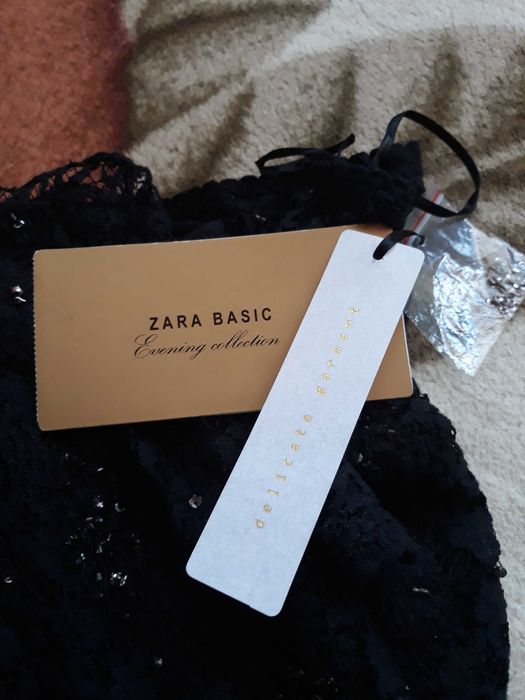 ZARA BASIC
Evening collection
delicate garment